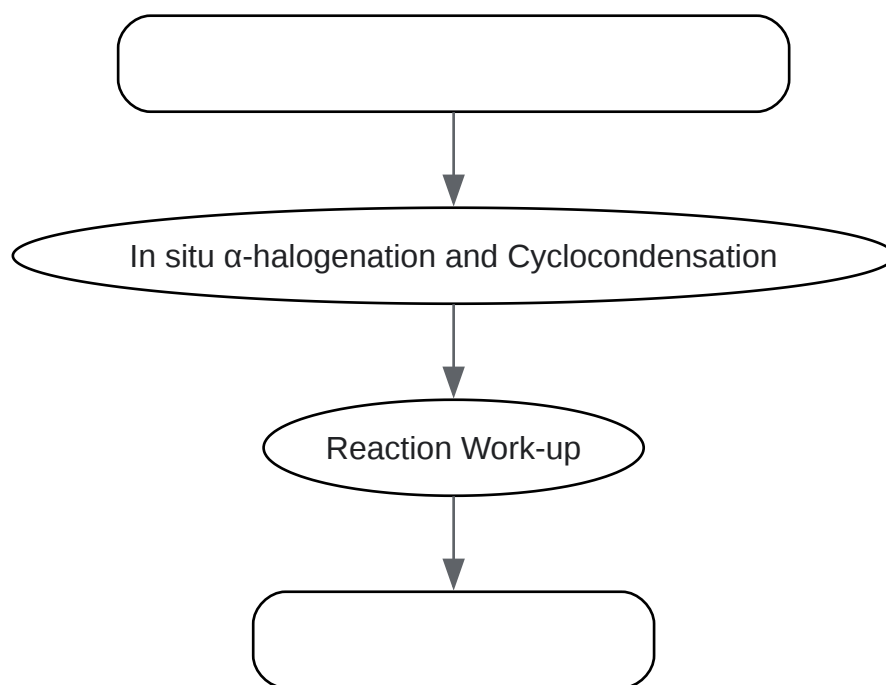 In situ α-halogenation and Cyclocondensation
Reaction Work-up